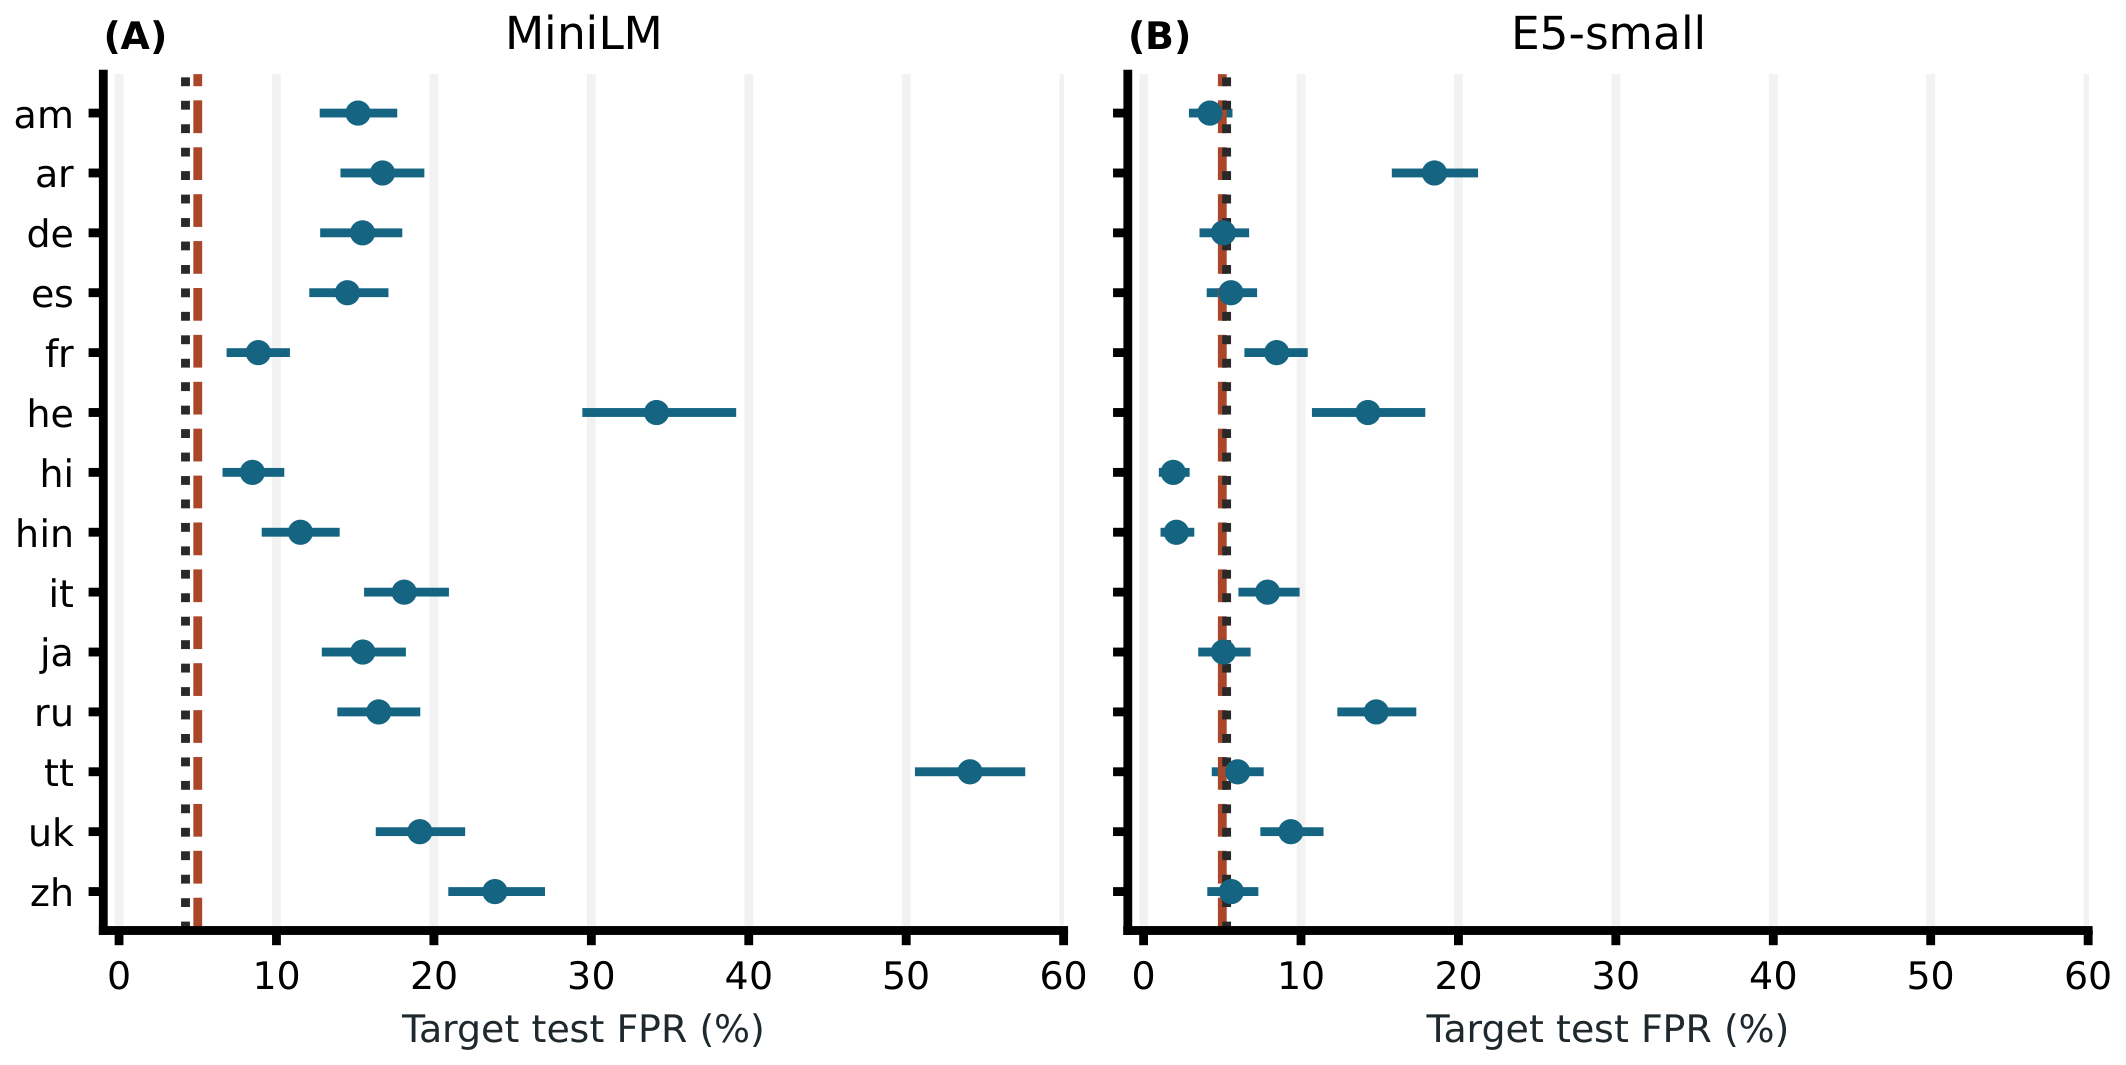 (A) MiniLM
am
ar
de
es
fr
he
hi
hin
it
ja
ru
tt
uk
zh
0 10 20 30 40 50 60
Target test FPR (%)
(B) E5-small
0 10 20 30 40 50 60
Target test FPR (%)